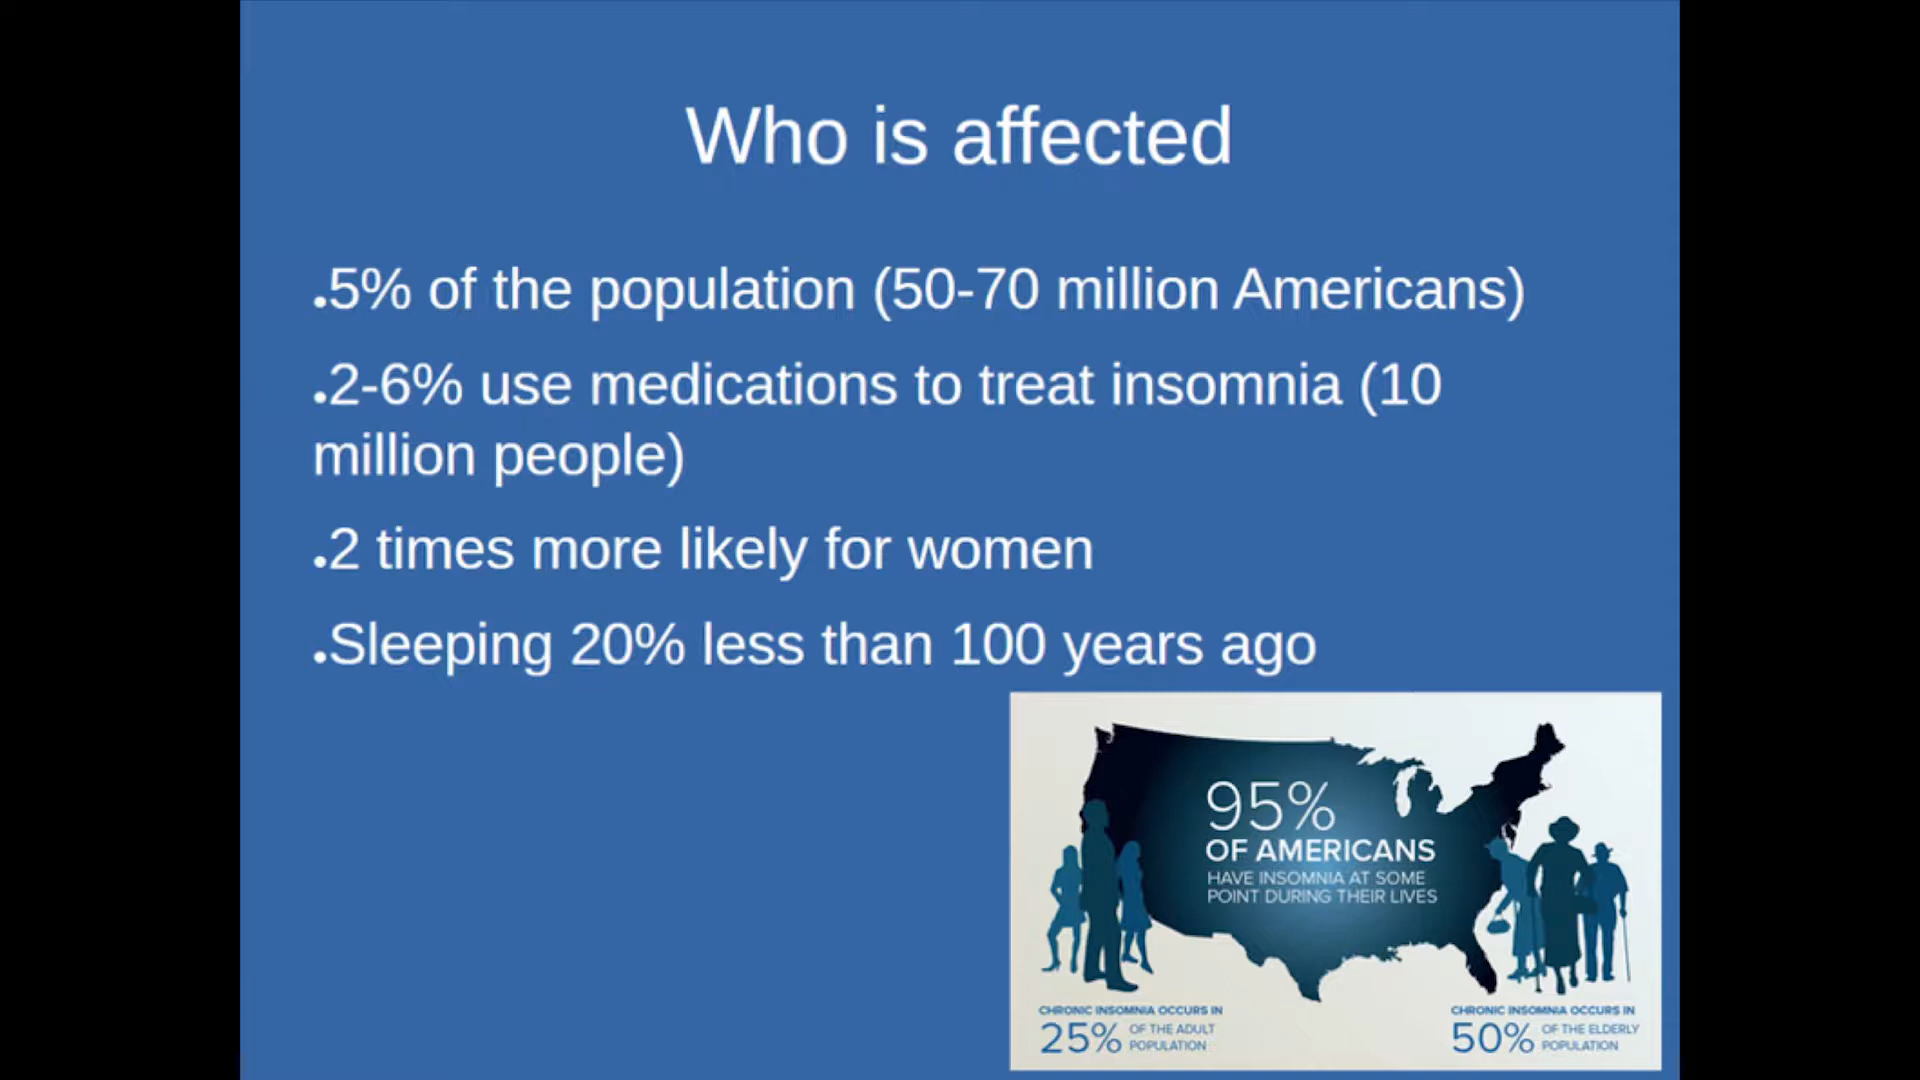 Who is affected
.5% of the population (50-70 million Americans)
.2-6% use medications to treat insomnia (10
million people)
.2 times more likely for women
.Sleeping 20% less than 100 years ago
95%
OF AMERICANS
HAVE INSOMNIA AT SOME
POINT DURING THEIR LIVES
CHRONIC INSOMNIA OCCURS IN
25% OF THE ADULT
POPULATION
CHRONIC INSOMNIA OCCURS IN
50% OF THE ELDERLY
POPULATION